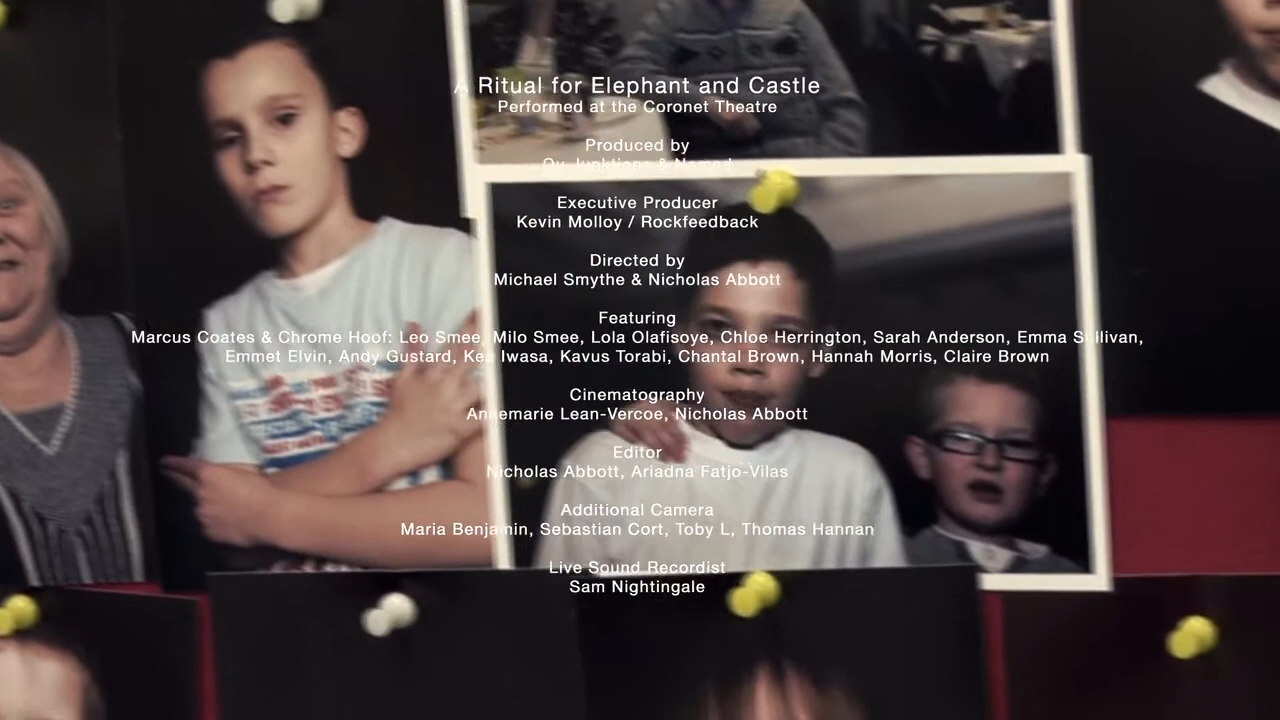 A Ritual for Elephant and Castle
Performed at the Coronet Theatre
Produced by
Qu Junktions & Nomad
Executive Producer
Kevin Molloy / Rockfeedback
Directed by
Michael Smythe & Nicholas Abbott
Featuring
Marcus Coates & Chrome Hoof: Leo Smee, Milo Smee, Lola Olafisoye, Chloe Herrington, Sarah Anderson, Emma Sullivan,
Emmet Elvin, Andy Gustard, Keo Iwasa, Kavus Torabi, Chantal Brown, Hannah Morris, Claire Brown
Cinematography
Annemarie Lean-Vercoe, Nicholas Abbott
Editor
Nicholas Abbott, Ariadna Fatjo-Vilas
Additional Camera
Maria Benjamin, Sebastian Cort, Toby L, Thomas Hannan
Live Sound Recordist
Sam Nightingale